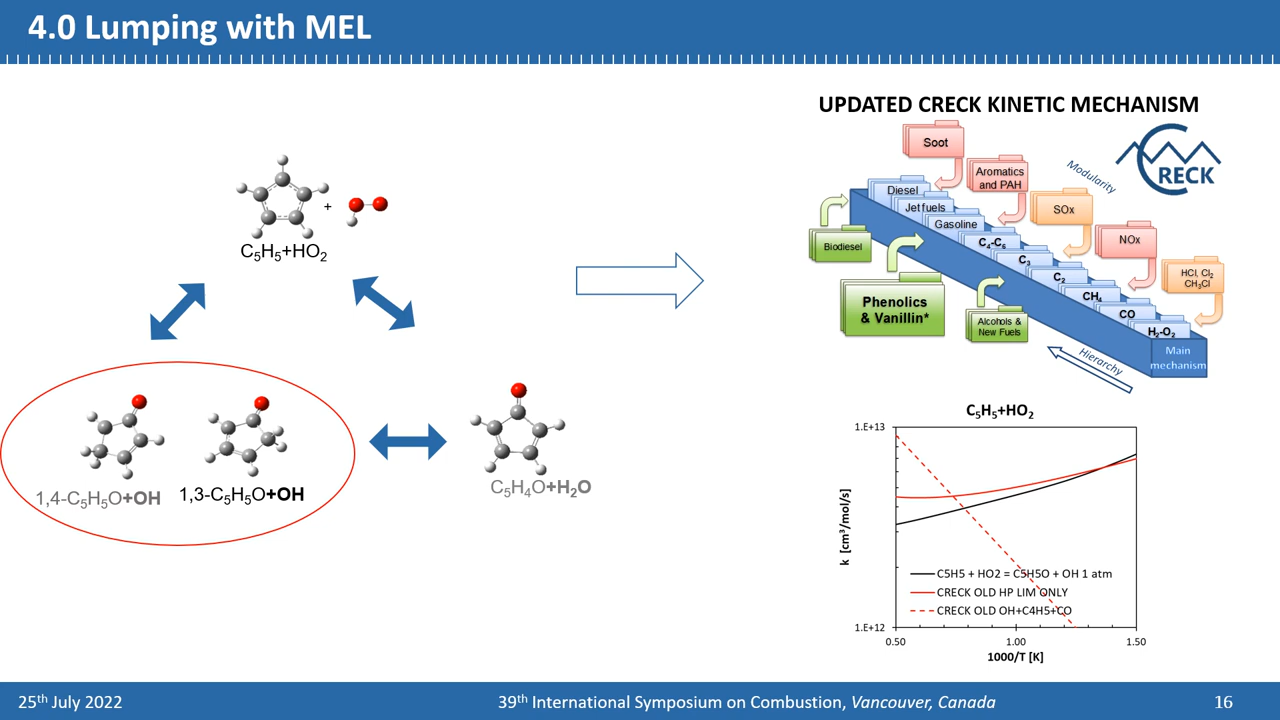 4.0 Lumping with MEL
C₅H₅+HO₂
+
1,4-C₅H₅O+OH
1,3-C₅H₅O+OH
C₅H₄O+H₂O
UPDATED CRECK KINETIC MECHANISM
CRECK
Modularity
Soot
Aromatics
and PAH
SOx
NOx
HCl, Cl₂
CH₃Cl
Diesel
Jet fuels
Gasoline
C₄-C₆
C₃
C₂
CH₄
CO
H₂-O₂
Main
mechanism
Biodiesel
Phenolics
& Vanillin*
Alcohols &
New Fuels
Hierarchy
C₅H₅+HO₂
1.E+13
1.E+12
k [cm³/mol/s]
C5H5 + HO2 = C5H5O + OH 1 atm
CRECK OLD HP LIM ONLY
CRECK OLD OH+C4H5+CO
0.50 1.00 1.50
1000/T [K]
25th July 2022
39th International Symposium on Combustion, Vancouver, Canada
16